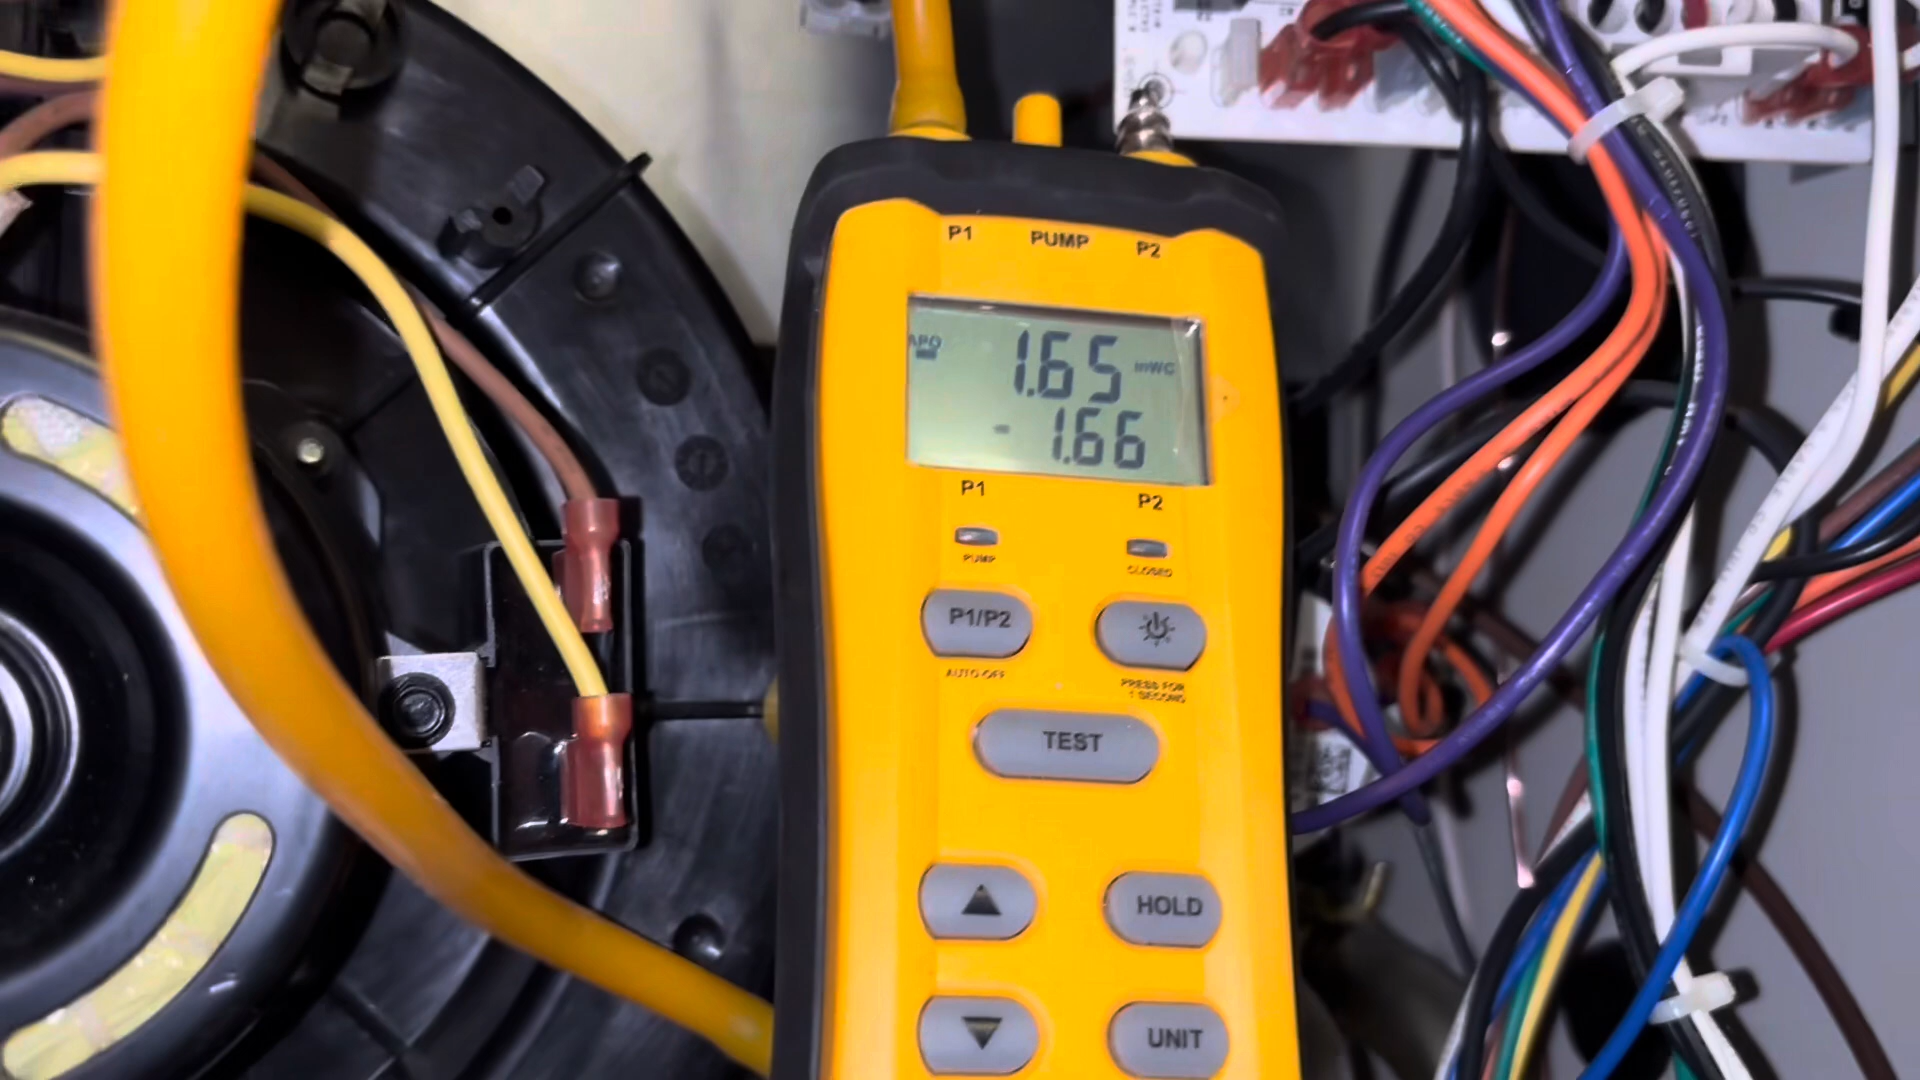 P1 PUMP P2
APO 1.65 inWC
- 1.66
P1 P2
PUMP CLOSED
P1/P2
AUTO OFF PRESS FOR
1 SECOND
TEST
HOLD
UNIT